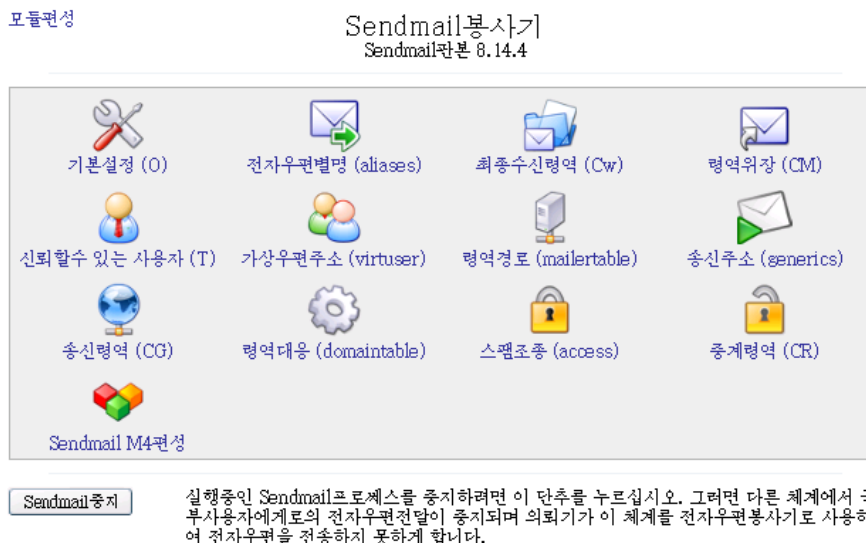 모듈편성
Sendmail봉사기
Sendmail판본 8.14.4
기본설정 (O)
전자우편별명 (aliases)
최종수신령역 (Cw)
령역위장 (CM)
신뢰할수 있는 사용자 (T)
가상우편주소 (virtuser)
령역경로 (mailertable)
송신주소 (generics)
송신령역 (CG)
령역대응 (domaintable)
스팸조종 (access)
중계령역 (CR)
Sendmail M4편성
Sendmail중지
실행중인 Sendmail프로쎄스를 중지하려면 이 단추를 누르십시오. 그러면 다른 체계에서
부사용자에게로의 전자우편전달이 중지되며 의뢰기가 이 체계를 전자우편봉사기로 사용하
여 전자우편을 전송하지 못하게 합니다.